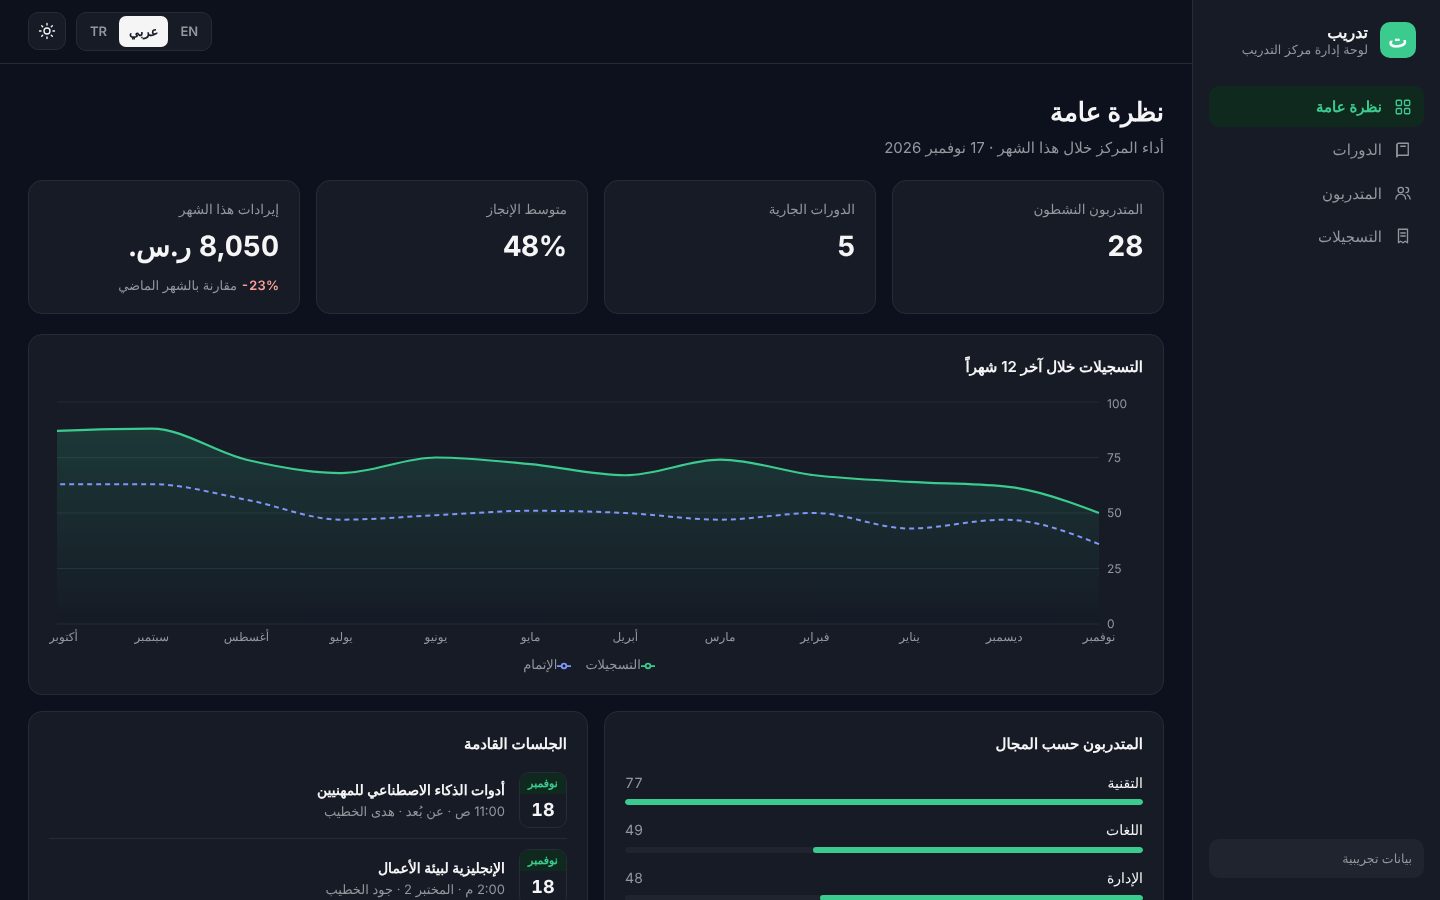 ت
تدريب
لوحة إدارة مركز التدريب
نظرة عامة
الدورات
المتدربون
التسجيلات
بيانات تجريبية
EN
عربي
TR
نظرة عامة
أداء المركز خلال هذا الشهر · 17 نوفمبر 2026
المتدربون النشطون
28
الدورات الجارية
5
متوسط الإنجاز
48%
إيرادات هذا الشهر
8,050 ر.س.
-23% مقارنة بالشهر الماضي
التسجيلات خلال آخر 12 شهراً
100
75
50
25
0
نوفمبر
ديسمبر
يناير
فبراير
مارس
أبريل
مايو
يونيو
يوليو
أغسطس
سبتمبر
أكتوبر
التسجيلات
الإتمام
المتدربون حسب المجال
التقنية 77
اللغات 49
الإدارة 48
الجلسات القادمة
نوفمبر
18
أدوات الذكاء الاصطناعي للمهنيين
11:00 ص · عن بُعد · هدى الخطيب
نوفمبر
18
الإنجليزية لبيئة الأعمال
2:00 م · المختبر 2 · جود الخطيب